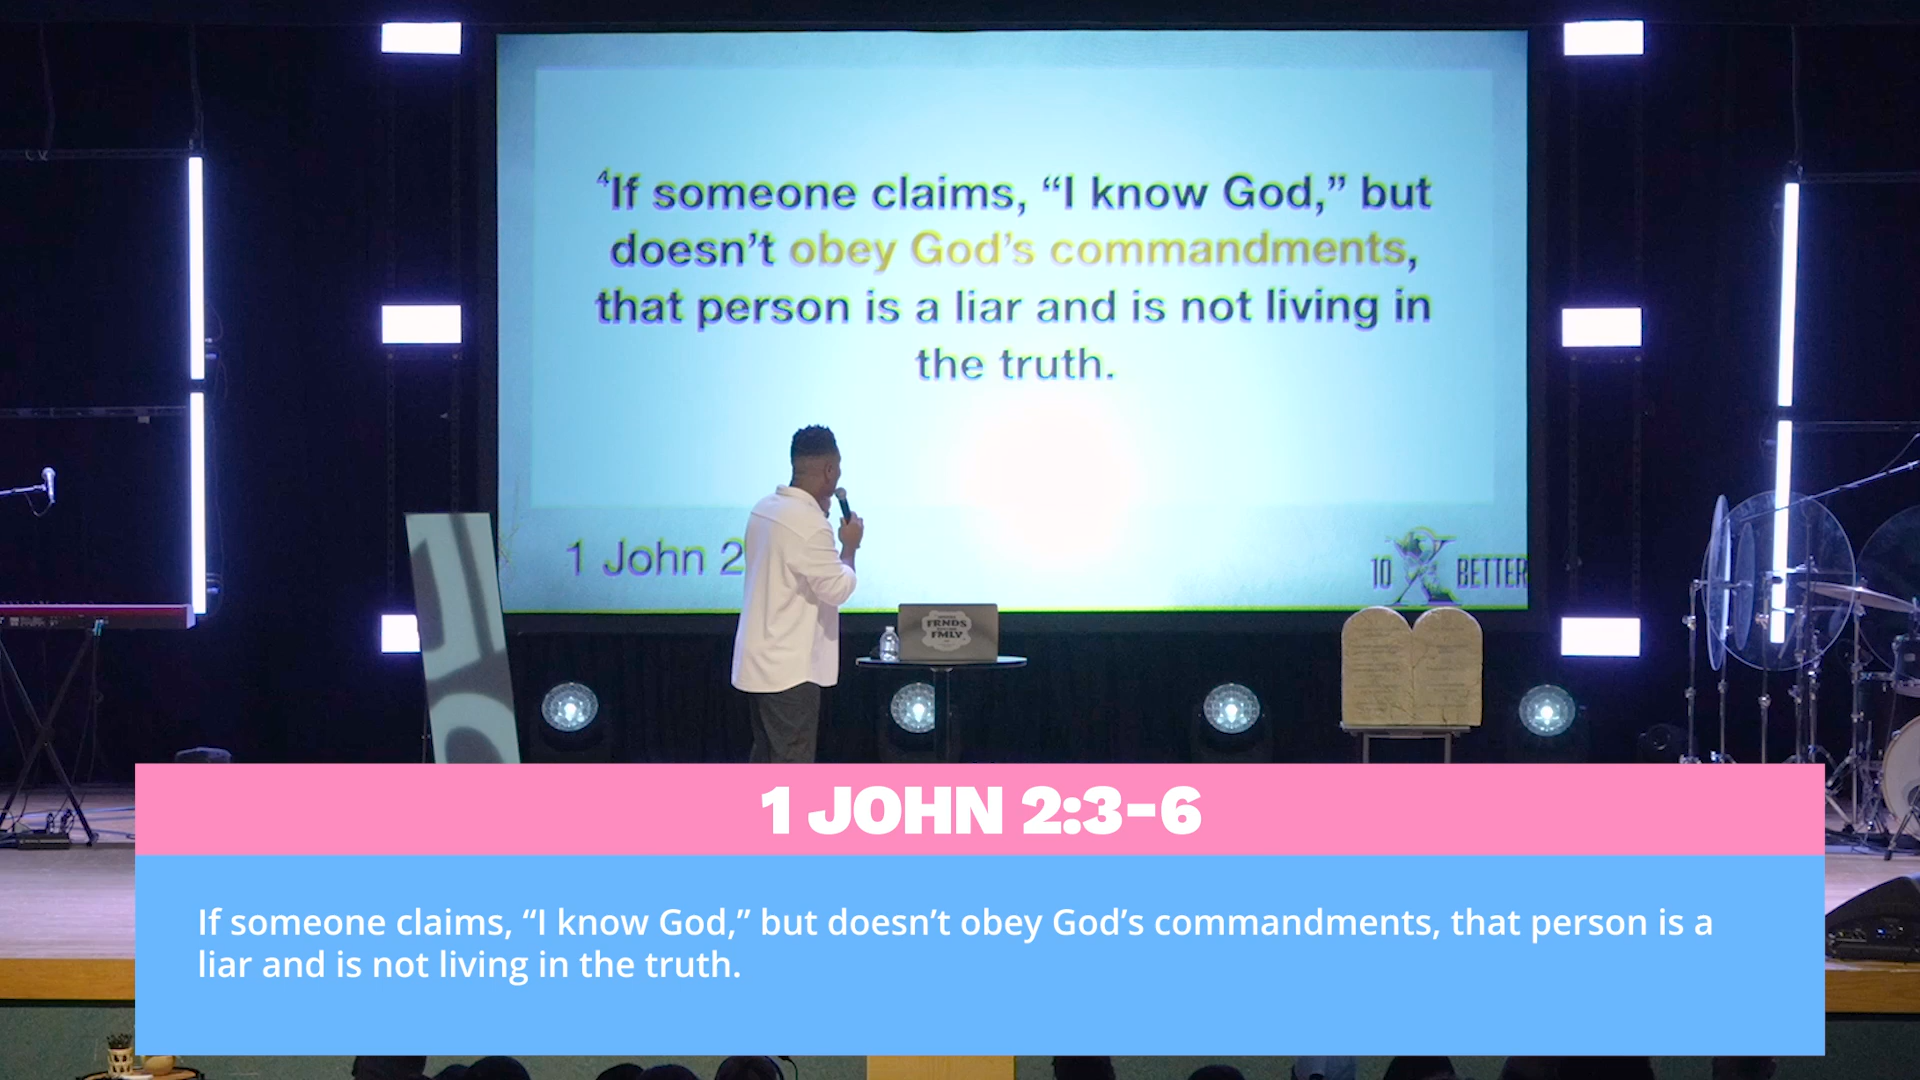 ⁴If someone claims, “I know God,” but
doesn’t obey God’s commandments,
that person is a liar and is not living in
the truth.
1 John 2
10 BETTER
FRNDS
FMLY
1 JOHN 2:3-6
If someone claims, “I know God,” but doesn’t obey God’s commandments, that person is a
liar and is not living in the truth.